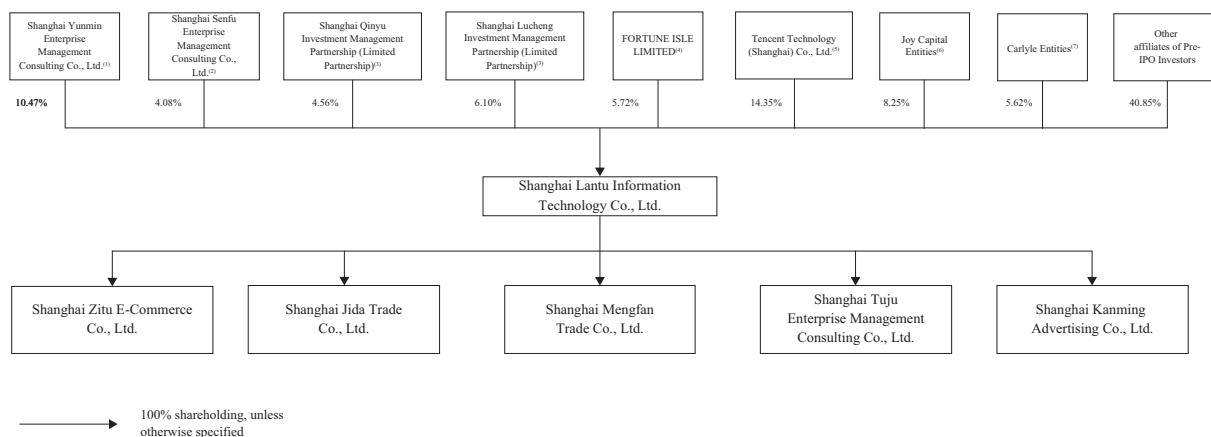 Shanghai Yunmin
Enterprise
Management
Consulting Co., Ltd.(1)
Shanghai Senfu
Enterprise
Management
Consulting Co.,
Ltd.(2)
Shanghai Qinyu
Investment Management
Partnership (Limited
Partnership)(3)
Shanghai Lucheng
Investment Management
Partnership (Limited
Partnership)(3)
FORTUNE ISLE
LIMITED(4)
Tencent Technology
(Shanghai) Co., Ltd.(5)
Joy Capital
Entities(6)
Carlyle Entities(7)
Other
affiliates of Pre-
IPO Investors
10.47%
4.08%
4.56%
6.10%
5.72%
14.35%
8.25%
5.62%
40.85%
Shanghai Lantu Information
Technology Co., Ltd.
Shanghai Zitu E-Commerce
Co., Ltd.
Shanghai Jida Trade
Co., Ltd.
Shanghai Mengfan
Trade Co., Ltd.
Shanghai Tuju
Enterprise Management
Consulting Co., Ltd.
Shanghai Kanming
Advertising Co., Ltd.
100% shareholding, unless
otherwise specified